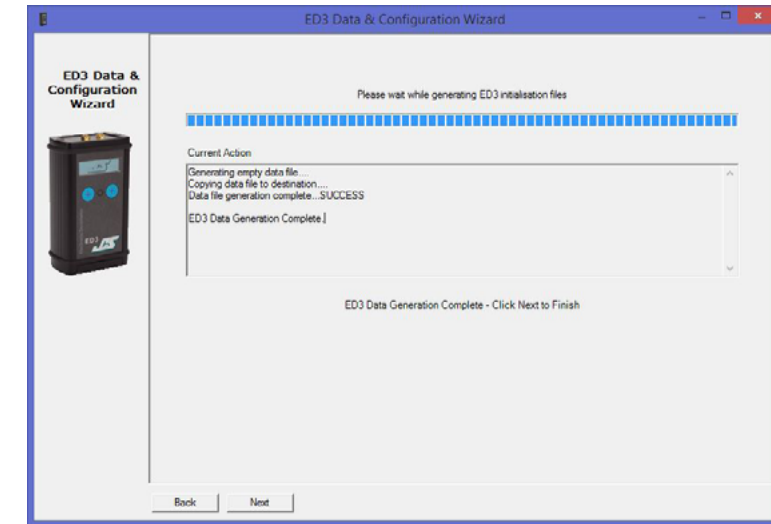 ED3 Data & Configuration Wizard
ED3 Data &
Configuration
Wizard
Please wait while generating ED3 initialisation files
Current Action
Generating empty data file....
Copying data file to destination....
Data file generation complete...SUCCESS
ED3 Data Generation Complete.
ED3
ED3 Data Generation Complete - Click Next to Finish
Back
Next